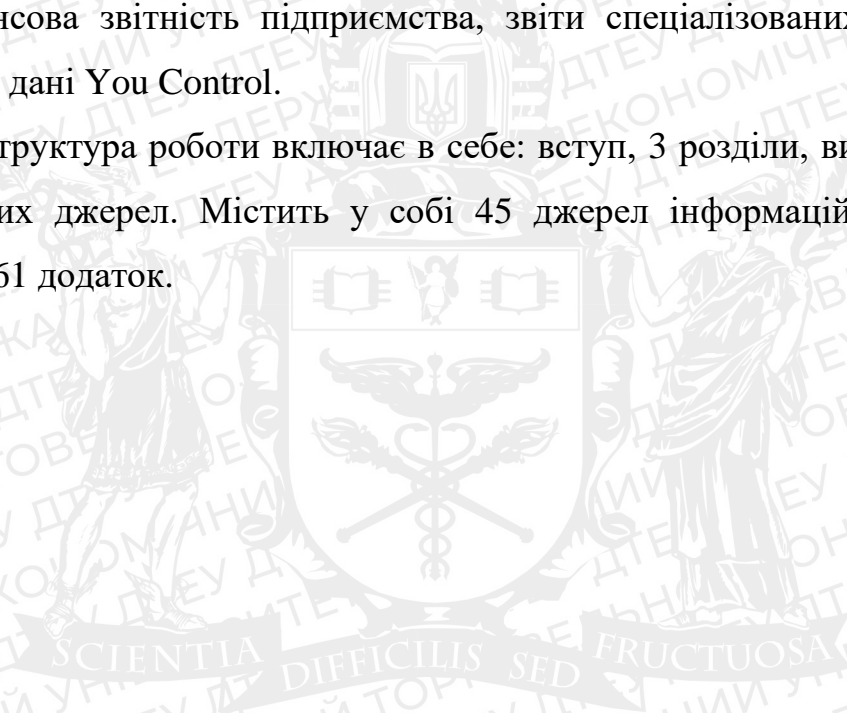 нсова звітність підприємства, звіти спеціалізованих
дані You Control.
труктура роботи включає в себе: вступ, 3 розділи, ви
их джерел. Містить у собі 45 джерел інформацій
61 додаток.
SCIENTIA DIFFICILIS SED FRUCTUOSA